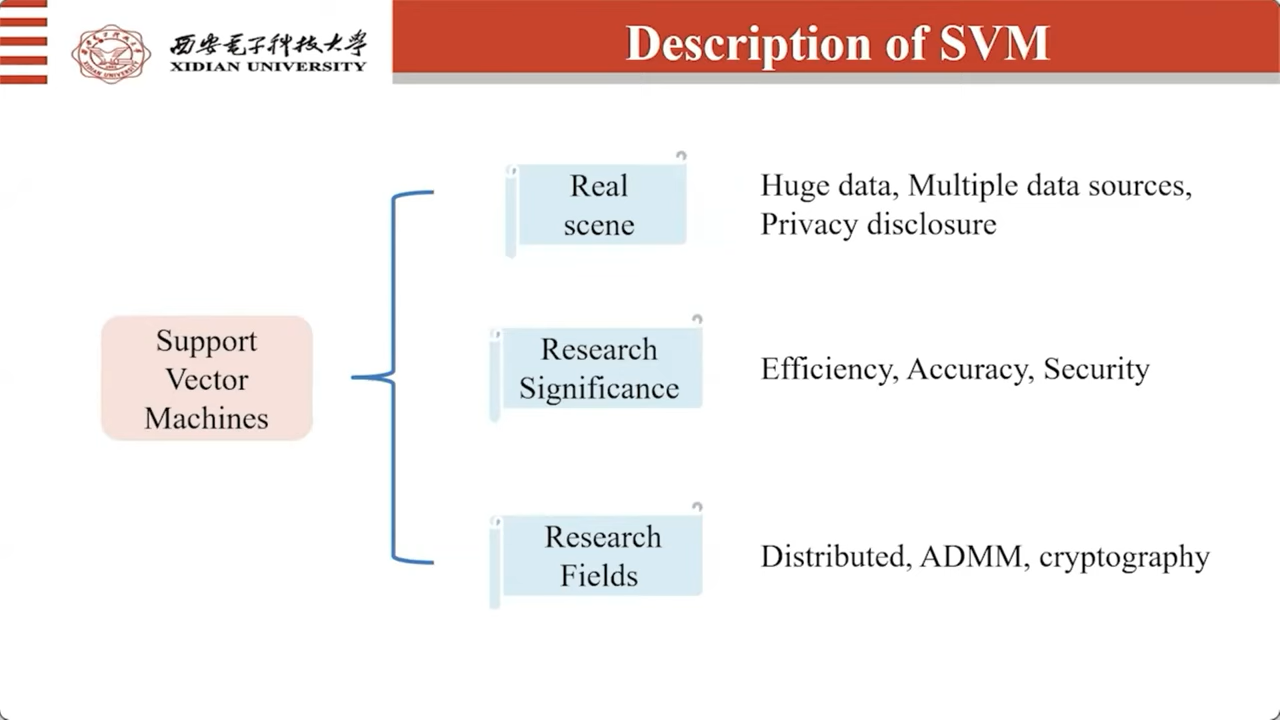 西安电子科技大学
XIDIAN UNIVERSITY
Description of SVM
Real
scene
Huge data, Multiple data sources,
Privacy disclosure
Support
Vector
Machines
Research
Significance
Efficiency, Accuracy, Security
Research
Fields
Distributed, ADMM, cryptography